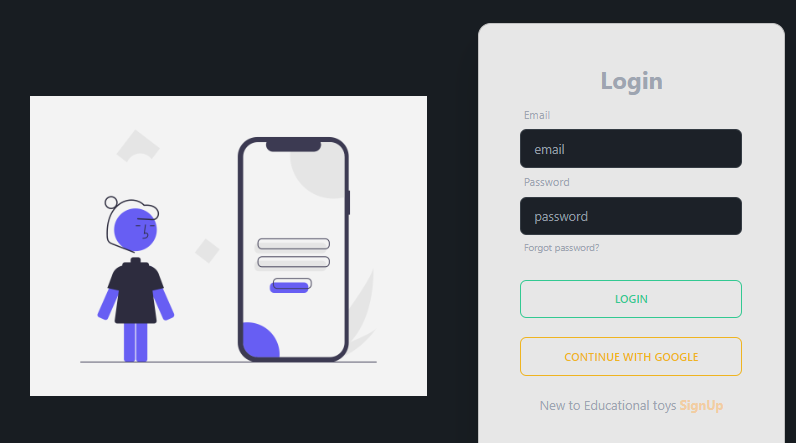 Login
Email
email
Password
password
Forgot password?
LOGIN
CONTINUE WITH GOOGLE
New to Educational toys SignUp